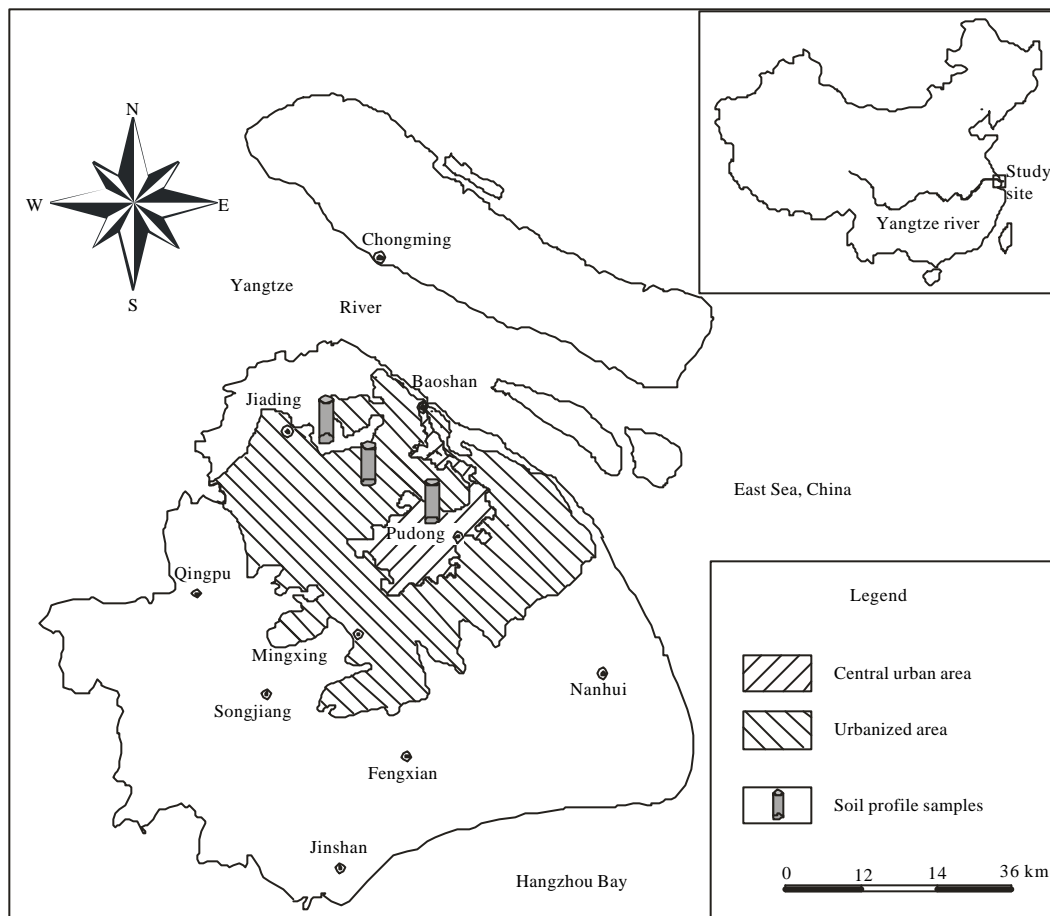 N
W
E
S
Study
site
Yangtze river
Chongming
Yangtze
River
Baoshan
Jiading
East Sea, China
Pudong
Qingpu
Mingxing
Songjiang
Nanhui
Fengxian
Jinshan
Hangzhou Bay
Legend
Central urban area
Urbanized area
Soil profile samples
0 12 14 36 km